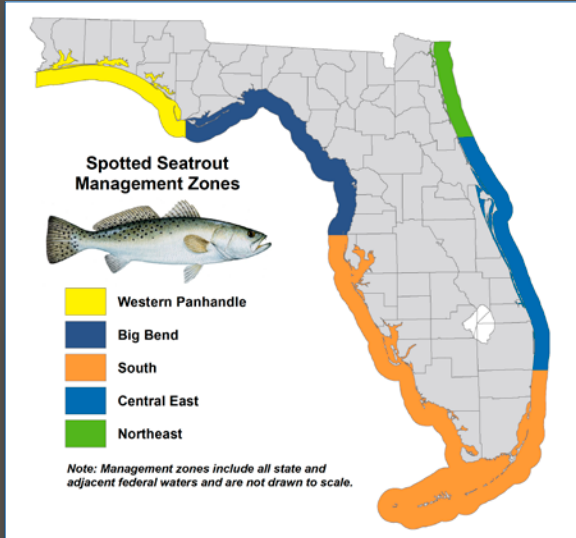 Spotted Seatrout
Management Zones
Western Panhandle
Big Bend
South
Central East
Northeast
Note: Management zones include all state and
adjacent federal waters and are not drawn to scale.